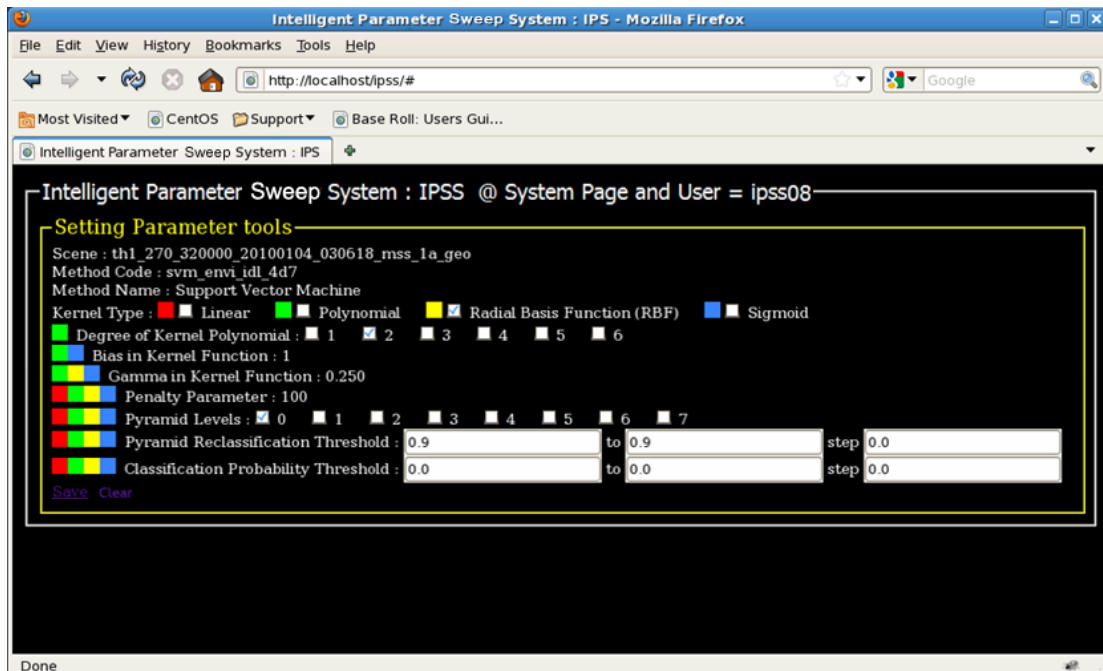 Intelligent Parameter Sweep System : IPS - Mozilla Firefox
File Edit View History Bookmarks Tools Help
http://localhost/ipss/# Google
Most Visited CentOS Support Base Roll: Users Gui...
Intelligent Parameter Sweep System : IPS
Intelligent Parameter Sweep System : IPSS @ System Page and User = ipss08
Setting Parameter tools
Scene : th1_270_320000_20100104_030618_mss_1a_geo
Method Code : svm_envi_idl_4d7
Method Name : Support Vector Machine
Kernel Type : Linear Polynomial Radial Basis Function (RBF) Sigmoid
Degree of Kernel Polynomial : 1 2 3 4 5 6
Bias in Kernel Function : 1
Gamma in Kernel Function : 0.250
Penalty Parameter : 100
Pyramid Levels : 0 1 2 3 4 5 6 7
Pyramid Reclassification Threshold : 0.9 to 0.9 step 0.0
Classification Probability Threshold : 0.0 to 0.0 step 0.0
Save Clear
Done